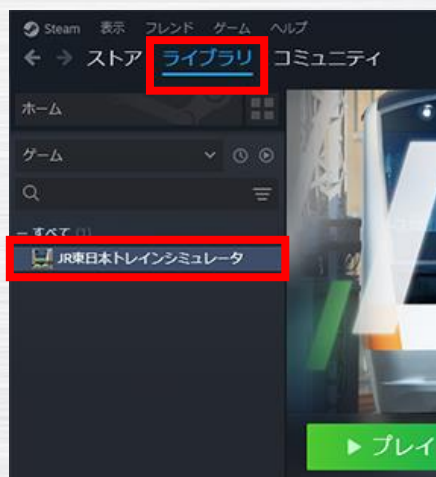 Steam 表示 フレンド ゲーム ヘルプ
ストア ライブラリ コミュニティ
ホーム
ゲーム
すべて (1)
JR東日本トレインシミュレータ
プレイ